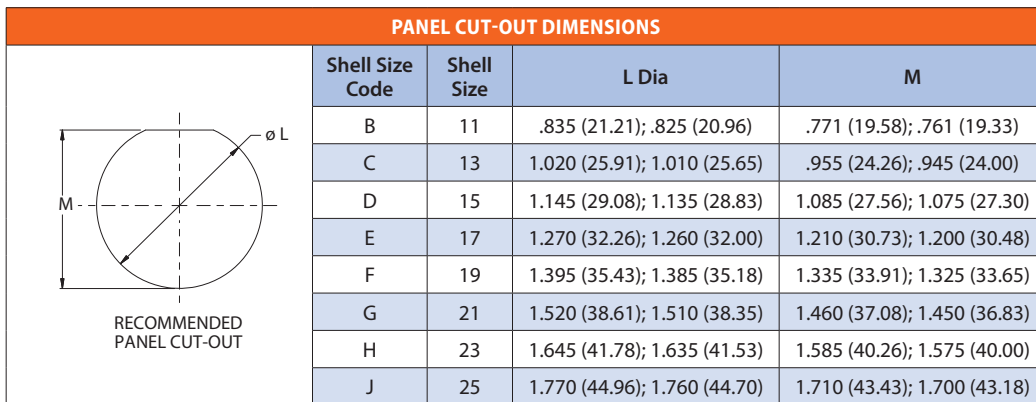 PANEL CUT-OUT DIMENSIONS
Shell Size Code Shell Size L Dia M
B 11 .835 (21.21); .825 (20.96) .771 (19.58); .761 (19.33)
C 13 1.020 (25.91); 1.010 (25.65) .955 (24.26); .945 (24.00)
D 15 1.145 (29.08); 1.135 (28.83) 1.085 (27.56); 1.075 (27.30)
E 17 1.270 (32.26); 1.260 (32.00) 1.210 (30.73); 1.200 (30.48)
F 19 1.395 (35.43); 1.385 (35.18) 1.335 (33.91); 1.325 (33.65)
G 21 1.520 (38.61); 1.510 (38.35) 1.460 (37.08); 1.450 (36.83)
H 23 1.645 (41.78); 1.635 (41.53) 1.585 (40.26); 1.575 (40.00)
J 25 1.770 (44.96); 1.760 (44.70) 1.710 (43.43); 1.700 (43.18)
ø L
M
RECOMMENDED
PANEL CUT-OUT